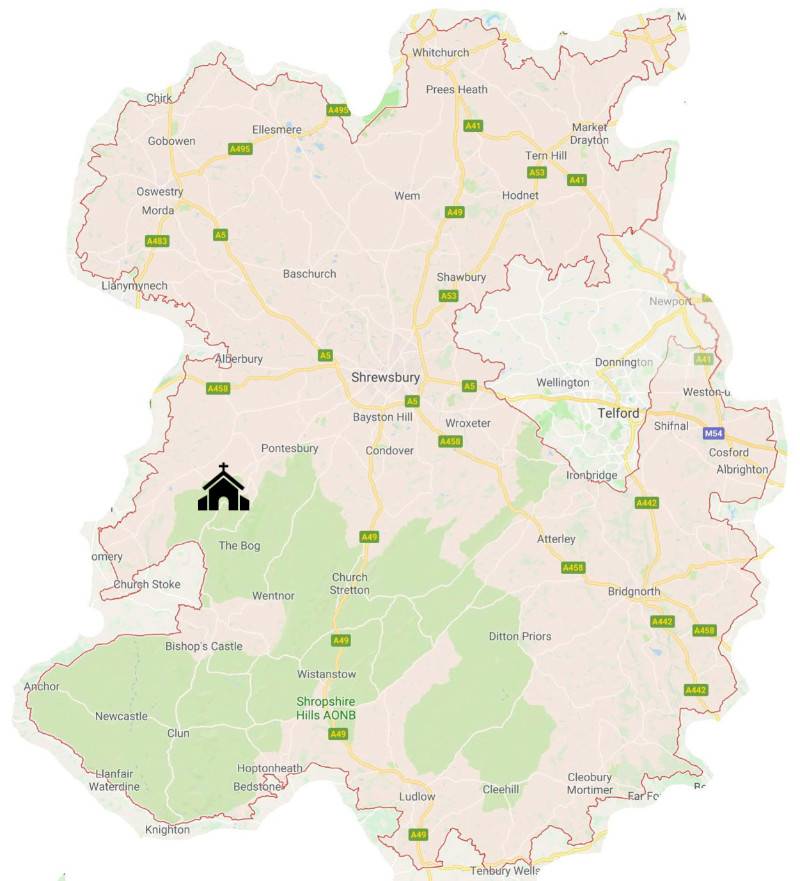 M
Whitchurch
Chirk
Prees Heath
A495
Ellesmere
A41
Market
Drayton
Gobowen
A495
Tern Hill
A53
A41
Oswestry
Wem
Hodnet
Morda
A49
A5
A483
Baschurch
Shawbury
Llanymynech
A53
Newport
Alderbury
A5
Donnington
A41
Shrewsbury
Wellington
A458
A5
Weston-u
A5
Bayston Hill
Telford
Wroxeter
Shifnal
M54
A458
Pontesbury
Condover
Cosford
Albrighton
Ironbridge
A442
A49
Atterley
The Bog
omery
A458
Church Stoke
Church
Stretton
Wentnor
Bridgnorth
A442
A458
Ditton Priors
A49
Bishop's Castle
Wistanstow
Anchor
A442
Shropshire
Hills AONB
Newcastle
Clun
A49
Hoptonheath
Llanfair
Waterdine
Bedstone
Cleobury
Mortimer
Cleehill
Ludlow
Far Fo
Knighton
A49
Tenbury Wells